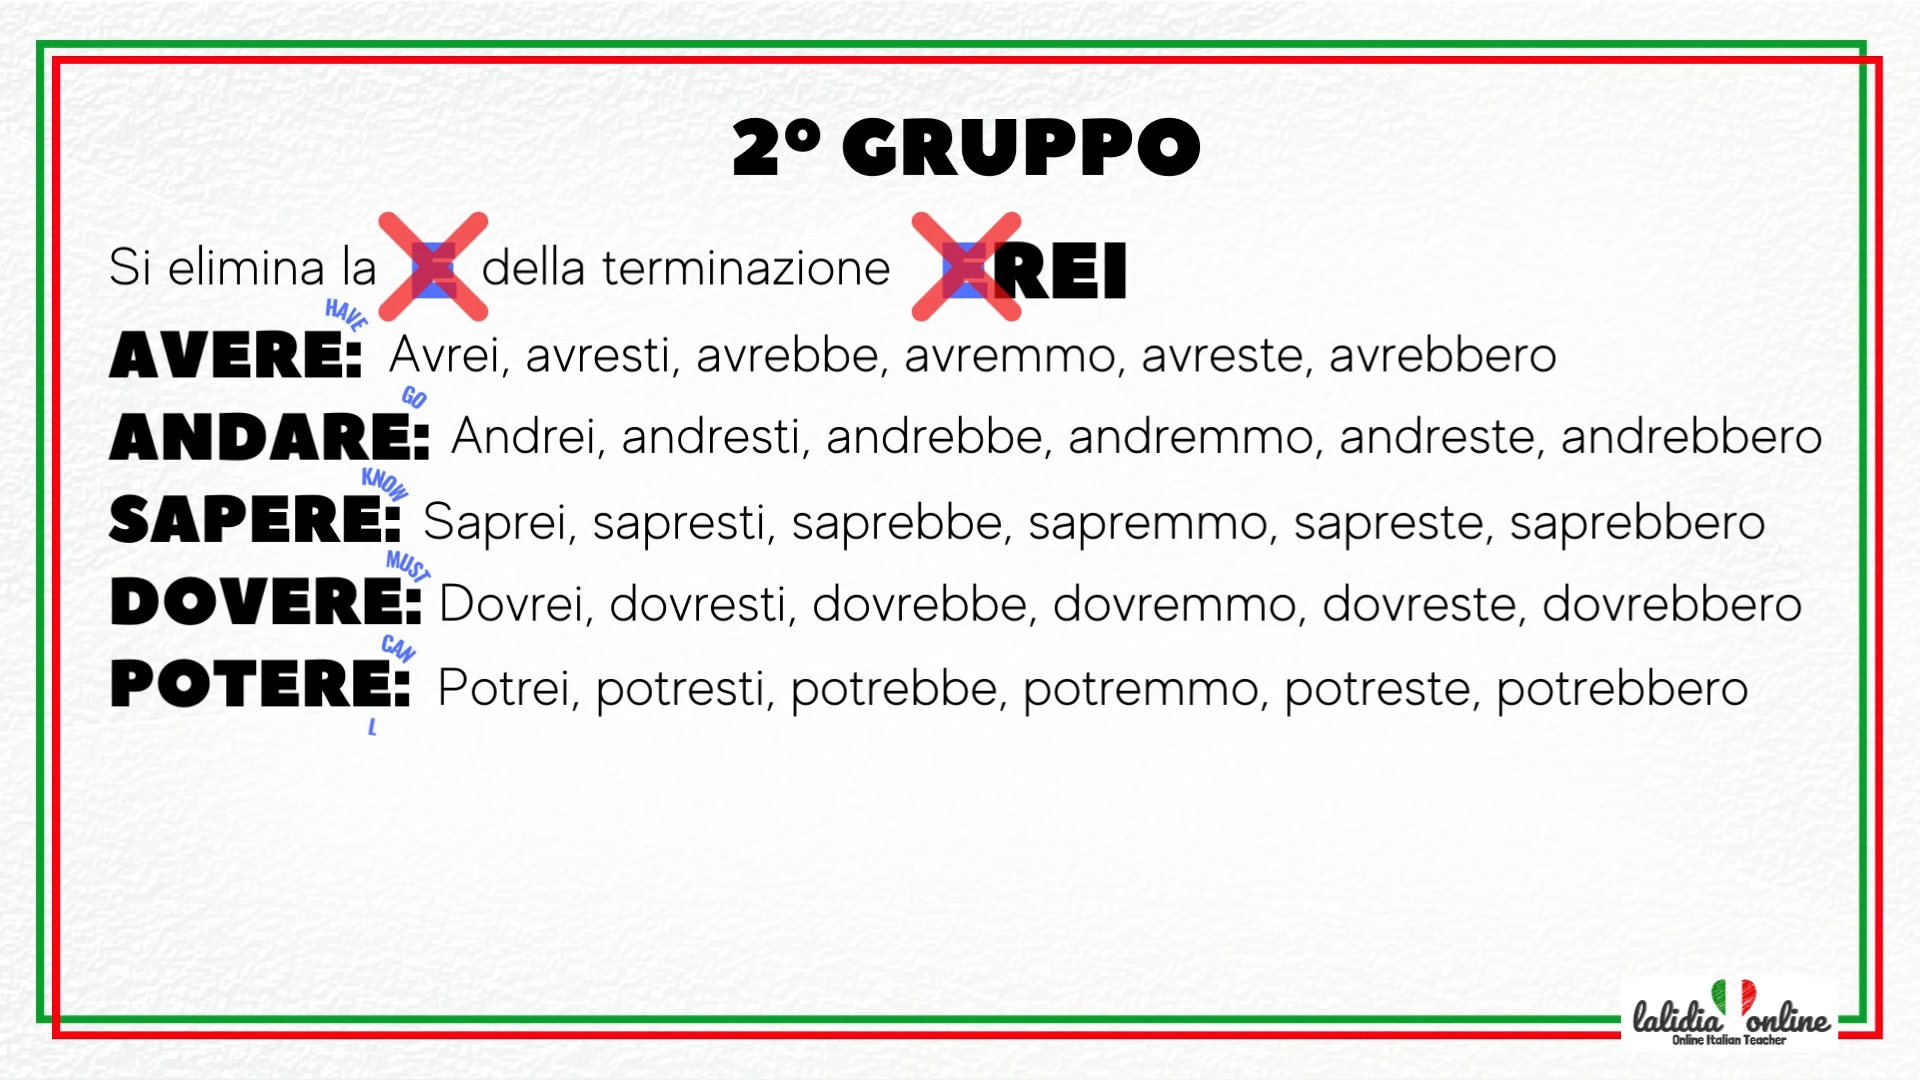 2° GRUPPO
Si elimina la E della terminazione EREI
HAVE
AVERE: Avrei, avresti, avrebbe, avremmo, avreste, avrebbero
GO
ANDARE: Andrei, andresti, andrebbe, andremmo, andreste, andrebbero
KNOW
SAPERE: Saprei, sapresti, saprebbe, sapremmo, sapreste, saprebbero
MUST
DOVERE: Dovrei, dovresti, dovrebbe, dovremmo, dovreste, dovrebbero
CAN
POTERE: Potrei, potresti, potrebbe, potremmo, potreste, potrebbero
L
lalidia online
Online Italian Teacher